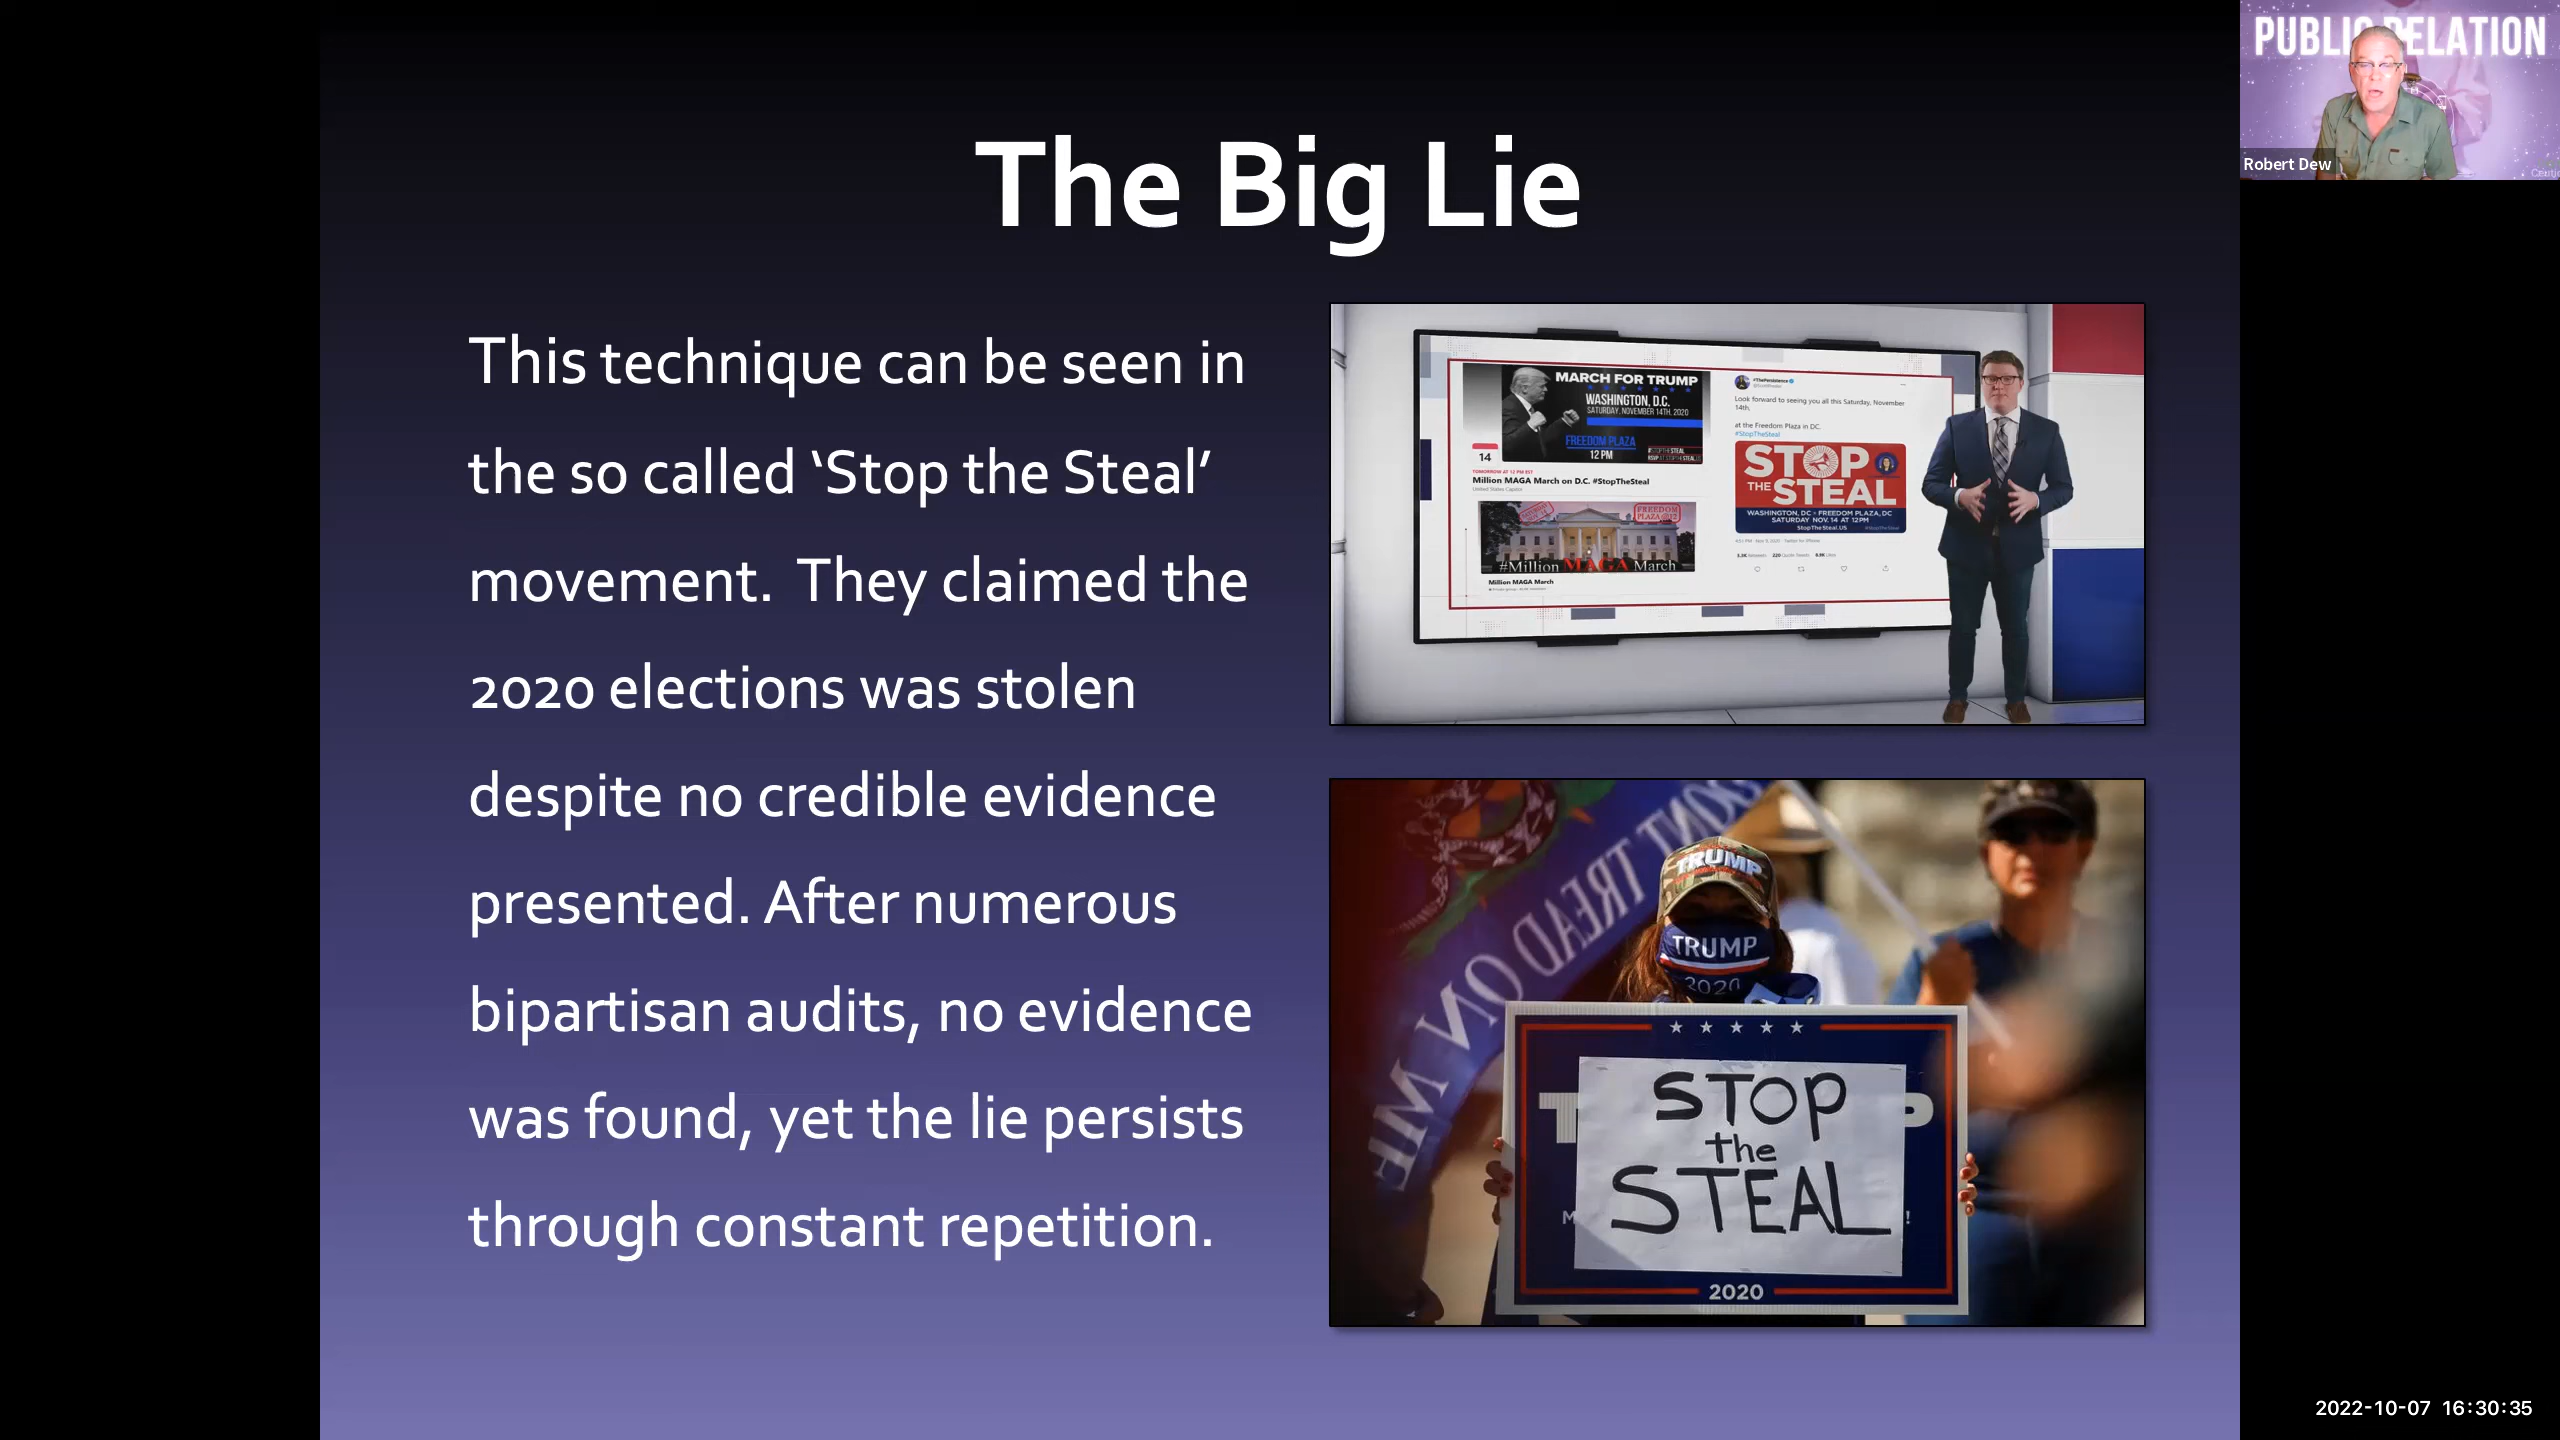 PUBLIC RELATION
Robert Dew
The Big Lie
This technique can be seen in
the so called ‘Stop the Steal’
movement.  They claimed the
2020 elections was stolen
despite no credible evidence
presented. After numerous
bipartisan audits, no evidence
was found, yet the lie persists
through constant repetition.
MARCH FOR TRUMP
WASHINGTON, D.C.
SATURDAY, NOVEMBER 14TH, 2020
FREEDOM PLAZA
12 PM
14
TOMORROW AT 12 PM EST
Million MAGA March on D.C. #StopTheSteal
United States Capitol
FREEDOM
PLAZA@12
#Million MAGA March
Million MAGA March
Look forward to seeing you all this Saturday, November
14th,
at the Freedom Plaza in DC.
#StopTheSteal
STOP
THE STEAL
WASHINGTON, DC • FREEDOM PLAZA, DC
SATURDAY NOV. 14 AT 12PM
StopTheSteal.US
DONT TREAD ON ME
TRUMP
TRUMP
2020
STOP
the
STEAL
2020
2022-10-07 16:30:35